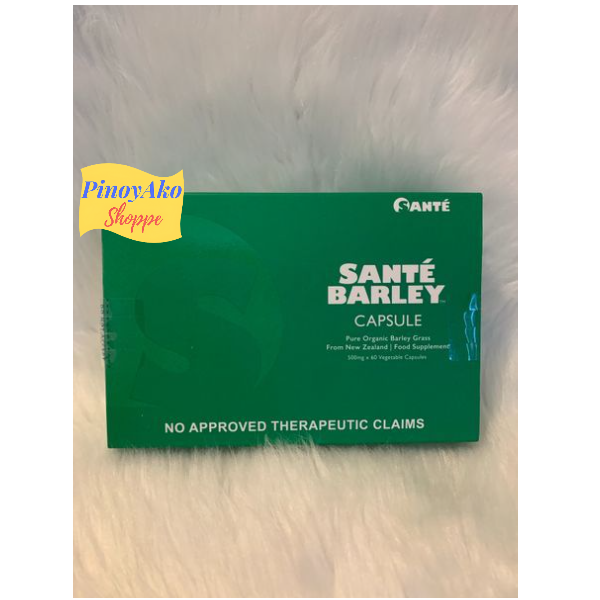 PinoyAko
Shoppe
SANTÉ
SANTÉ
BARLEY™
CAPSULE
Pure Organic Barley Grass
From New Zealand | Food Supplement
500mg x 60 Vegetable Capsules
NO APPROVED THERAPEUTIC CLAIMS